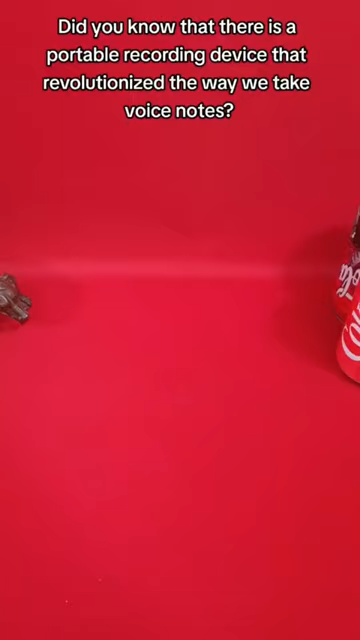 Did you know that there is a
portable recording device that
revolutionized the way we take
voice notes?